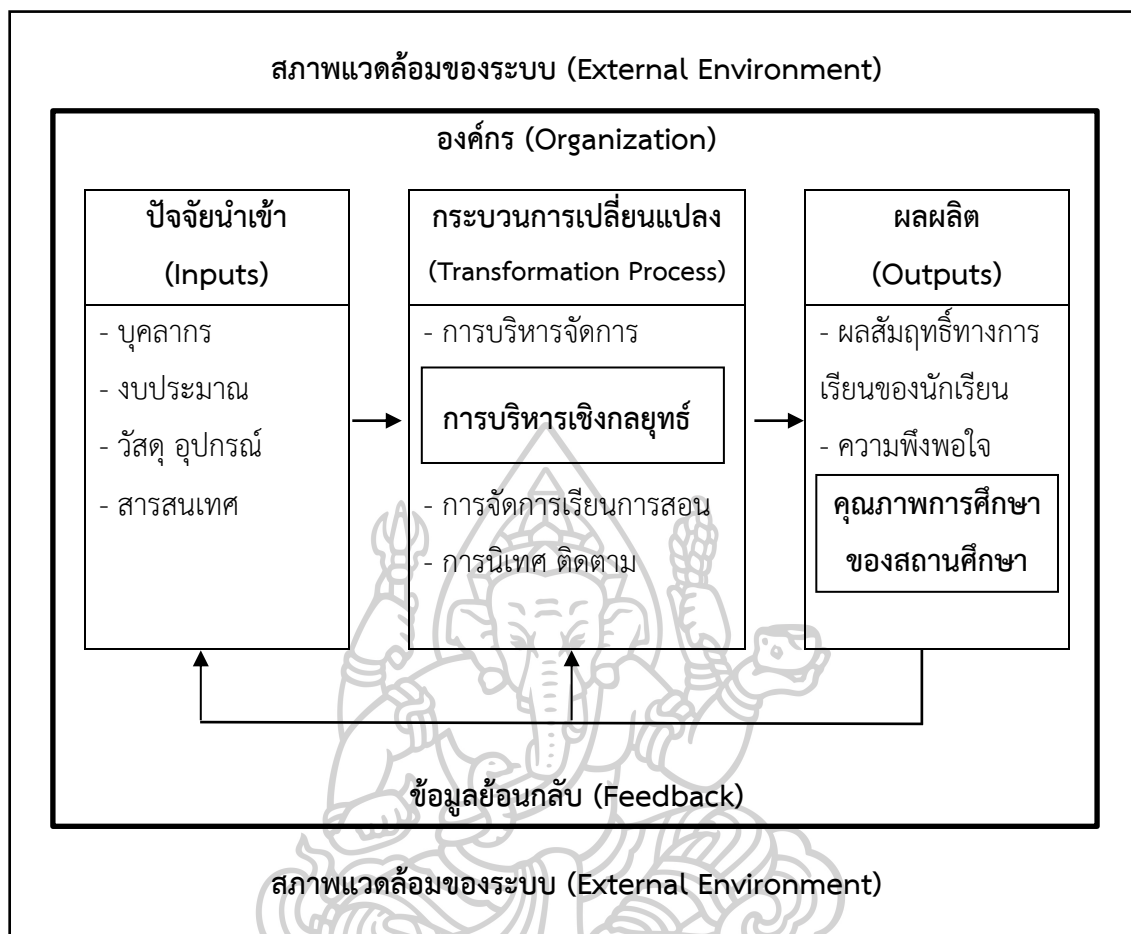 สภาพแวดล้อมของระบบ (External Environment)
องค์กร (Organization)
ปัจจัยนำเข้า
(Inputs)
- บุคลากร
- งบประมาณ
- วัสดุ อุปกรณ์
- สารสนเทศ
กระบวนการเปลี่ยนแปลง
(Transformation Process)
- การบริหารจัดการ
การบริหารเชิงกลยุทธ์
- การจัดการเรียนการสอน
- การนิเทศ ติดตาม
ผลผลิต
(Outputs)
- ผลสัมฤทธิ์ทางการ
เรียนของนักเรียน
- ความพึงพอใจ
คุณภาพการศึกษา
ของสถานศึกษา
ข้อมูลย้อนกลับ (Feedback)
สภาพแวดล้อมของระบบ (External Environment)